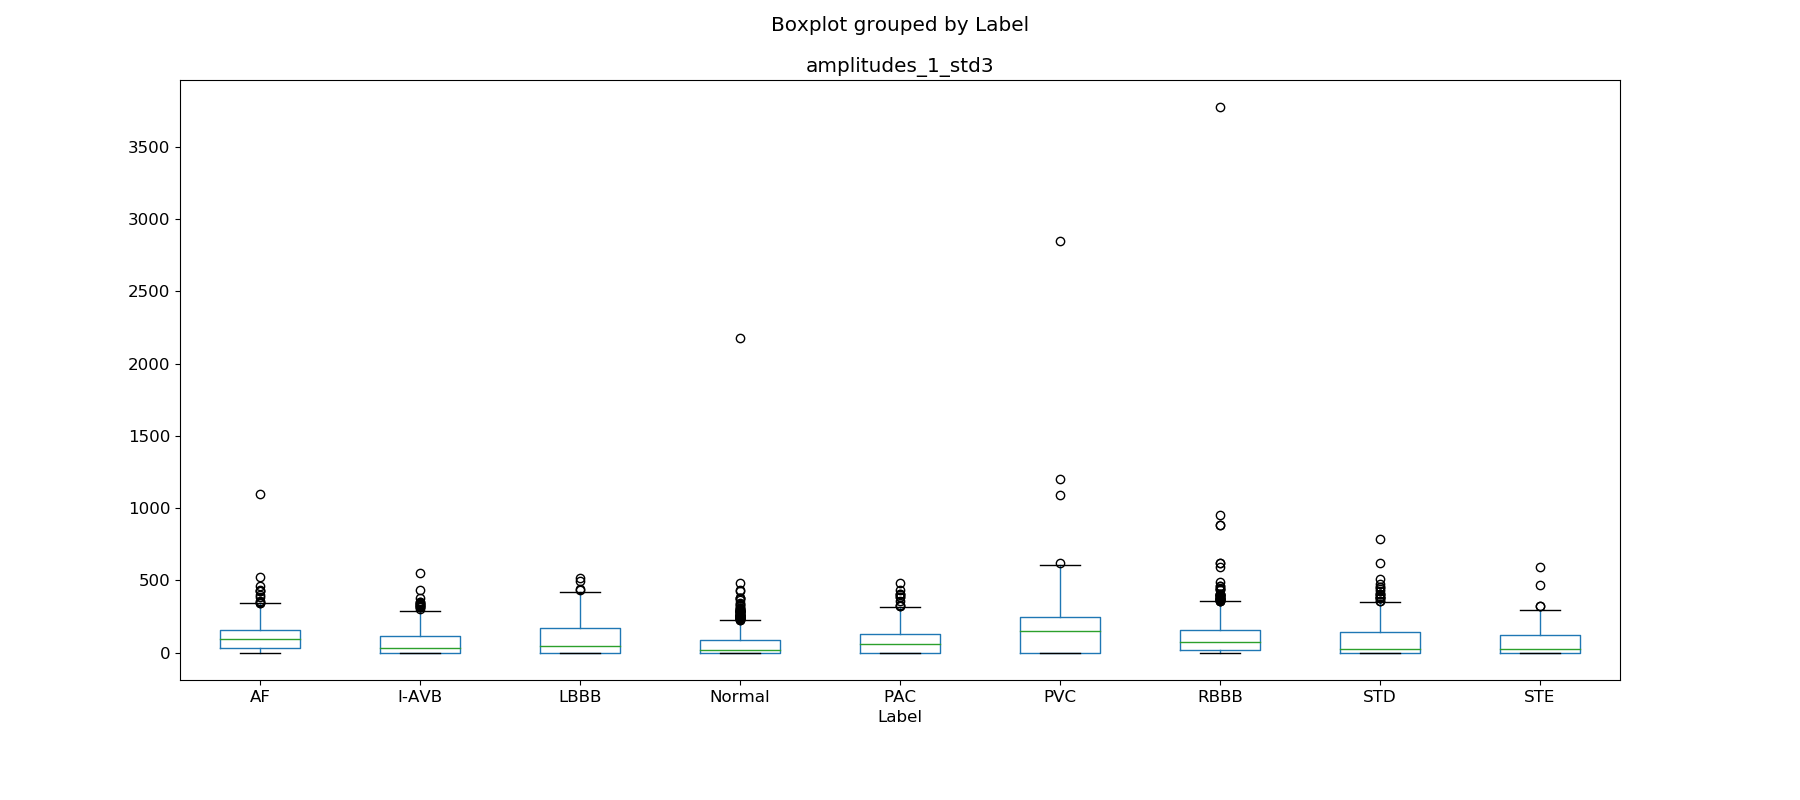 Boxplot grouped by Label
amplitudes_1_std3
3500
3000
2500
2000
1500
1000
500
0
AF I-AVB LBBB Normal PAC PVC RBBB STD STE
Label